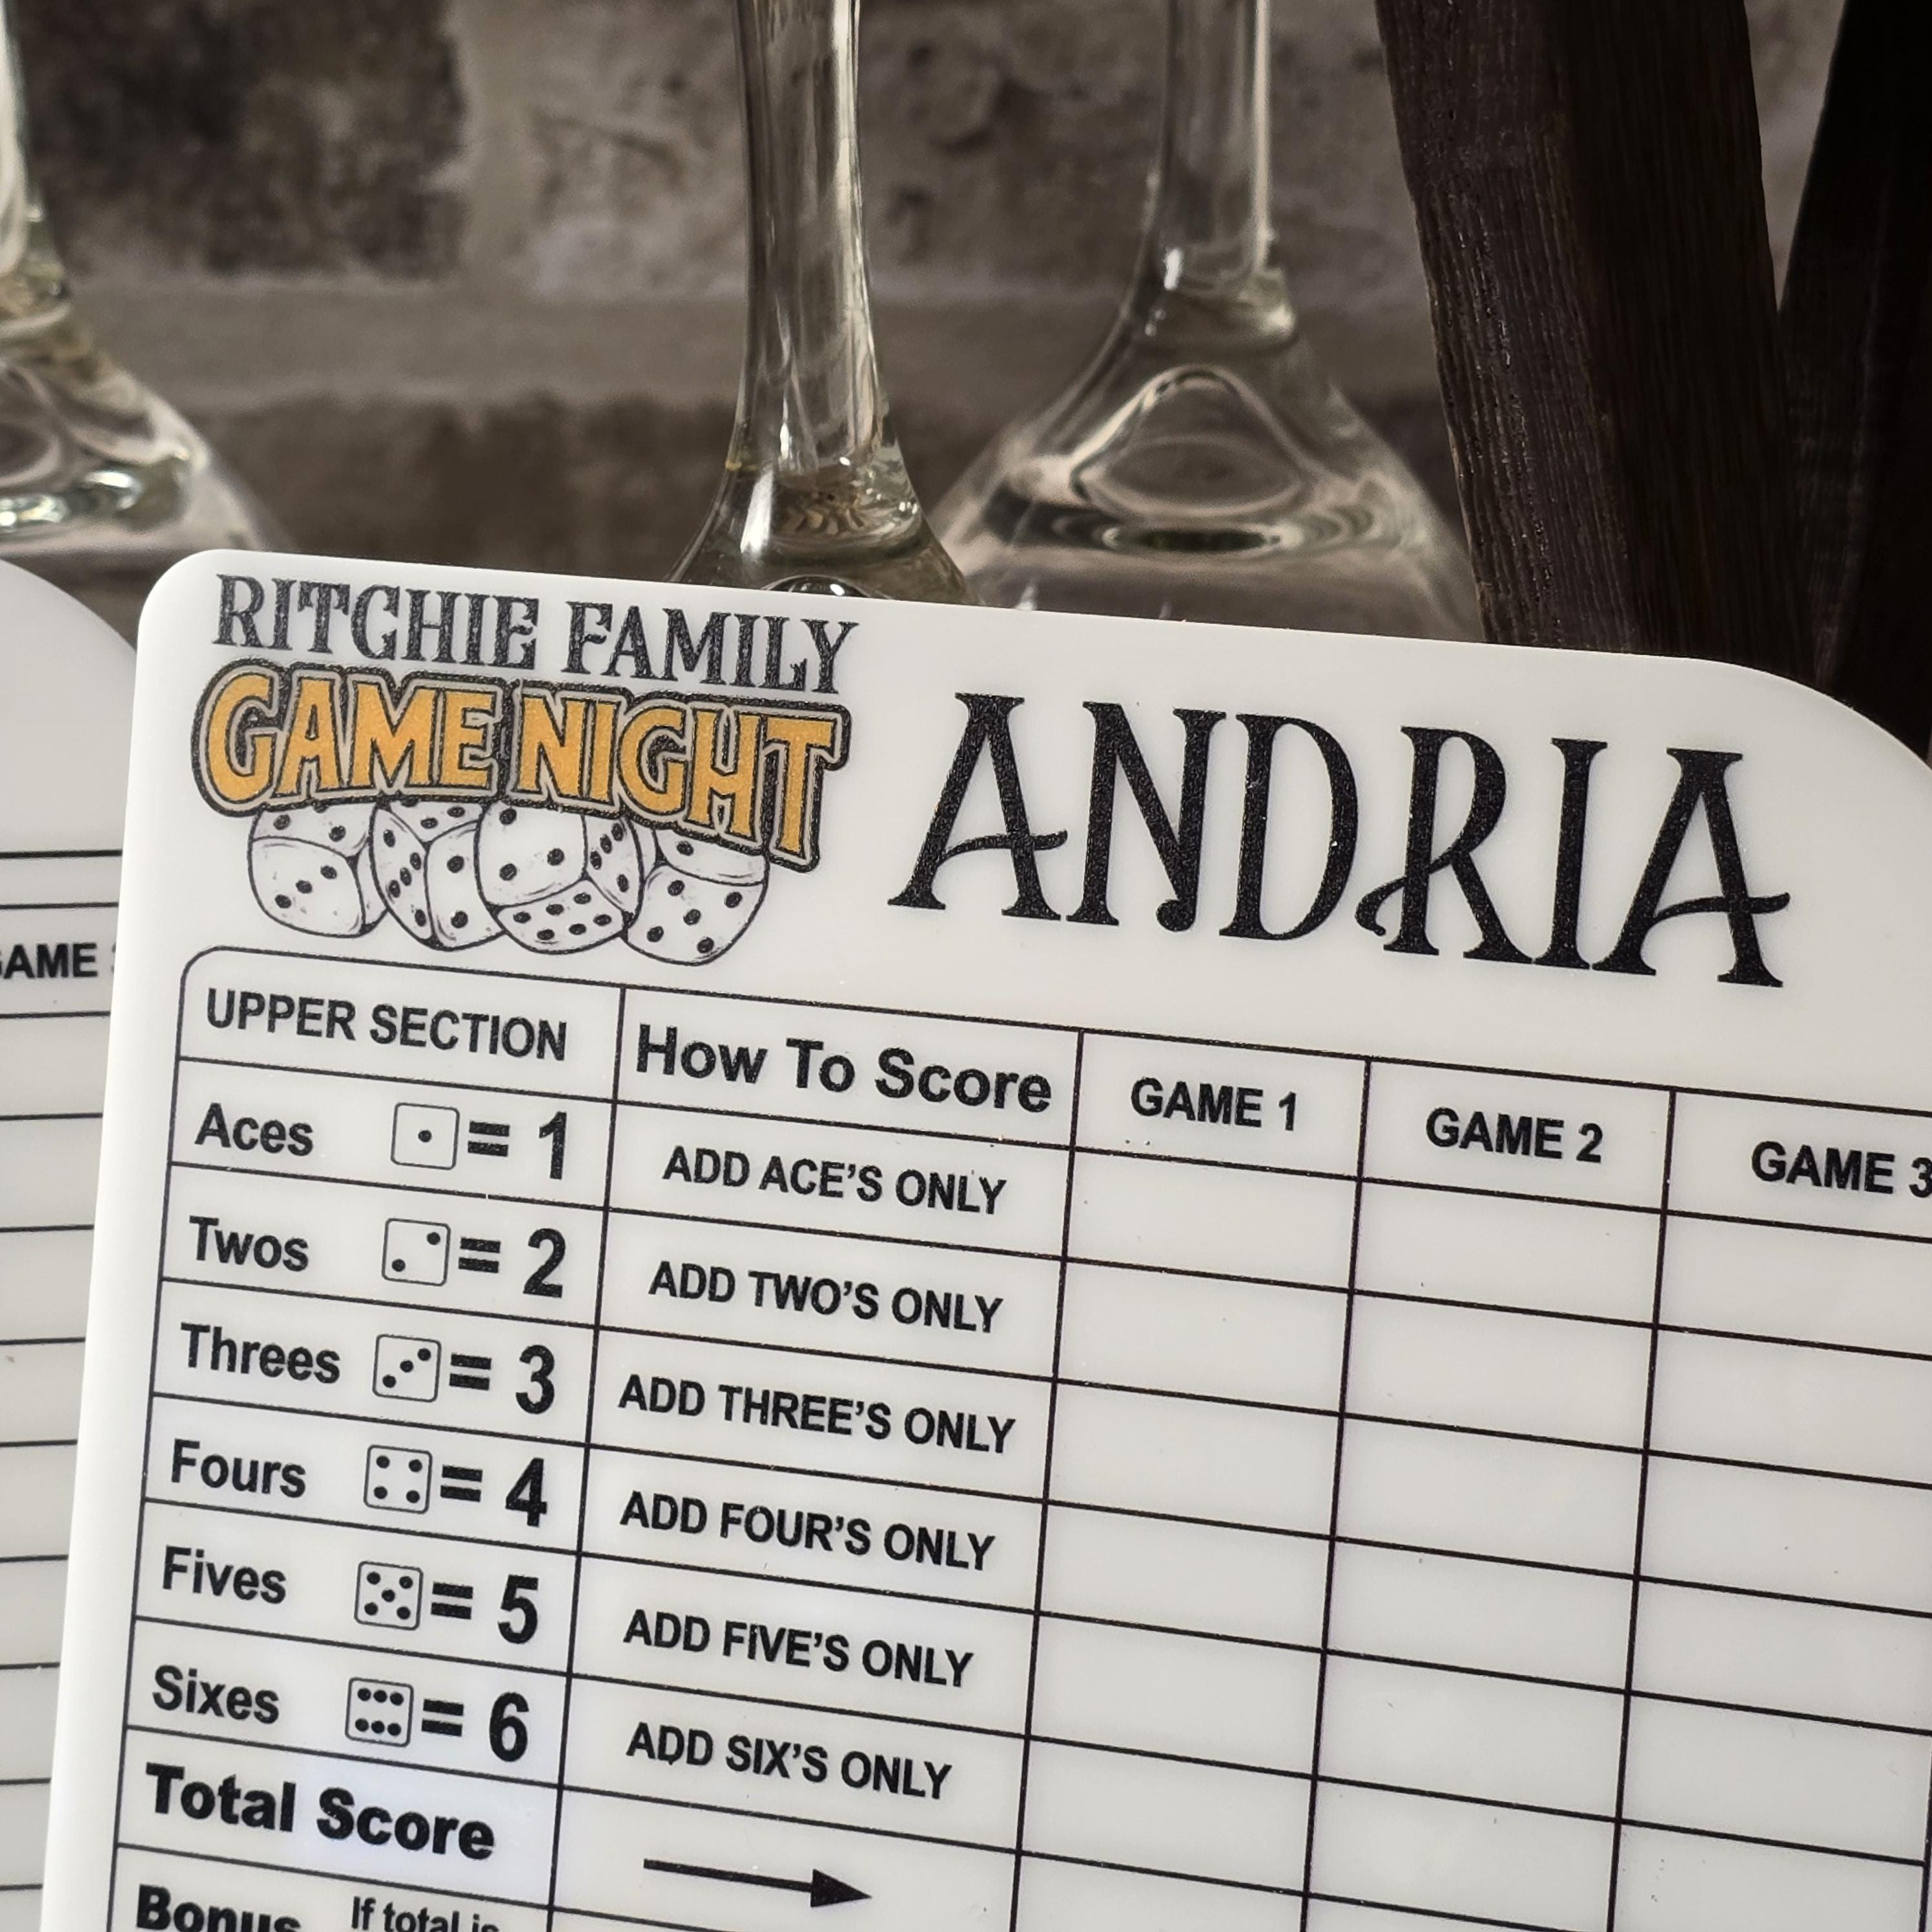 RITCHIE FAMILY
GAME NIGHT
ANDRIA
GAME
UPPER SECTION How To Score GAME 1 GAME 2 GAME 3
Aces = 1 ADD ACE'S ONLY
Twos = 2 ADD TWO'S ONLY
Threes = 3 ADD THREE'S ONLY
Fours = 4 ADD FOUR'S ONLY
Fives = 5 ADD FIVE'S ONLY
Sixes = 6 ADD SIX'S ONLY
Total Score
Bonus If total is